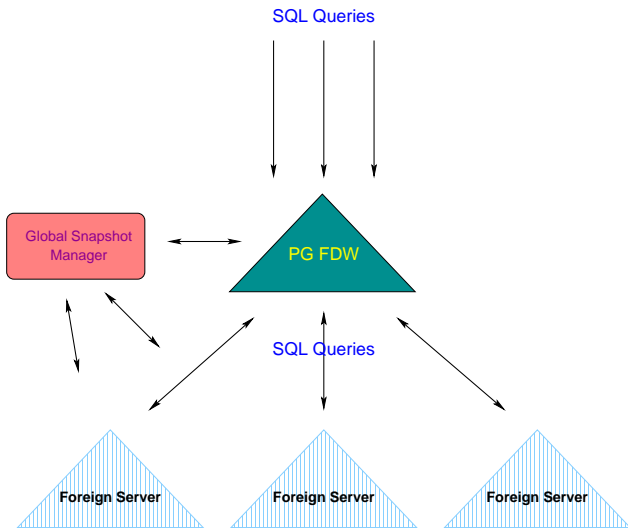 SQL Queries
Global Snapshot
Manager
PG FDW
SQL Queries
Foreign Server
Foreign Server
Foreign Server